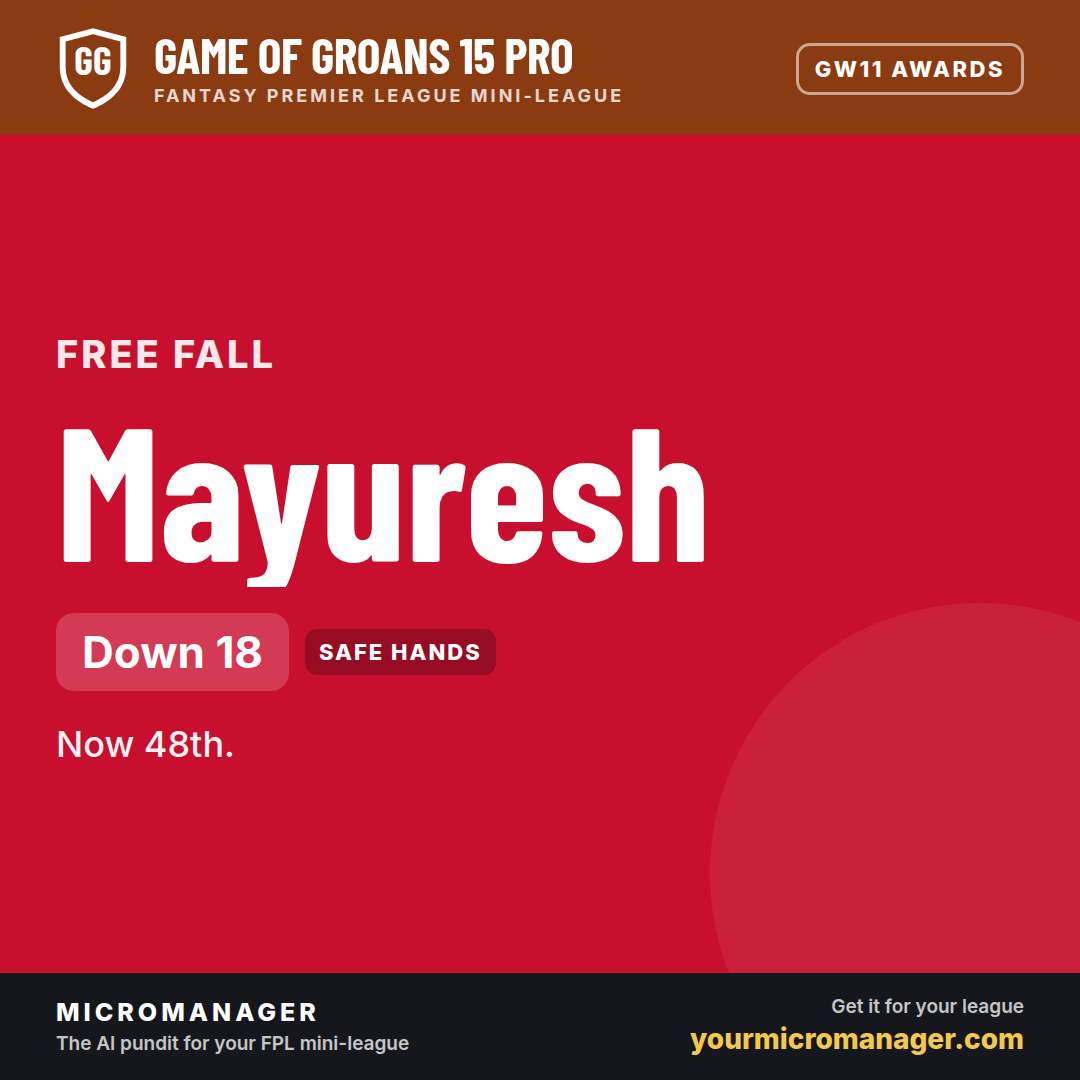 GG
GAME OF GROANS 15 PRO
FANTASY PREMIER LEAGUE MINI-LEAGUE
GW11 AWARDS
FREE FALL
Mayuresh
Down 18
SAFE HANDS
Now 48th.
MICROMANAGER
The AI pundit for your FPL mini-league
Get it for your league
yourmicromanager.com